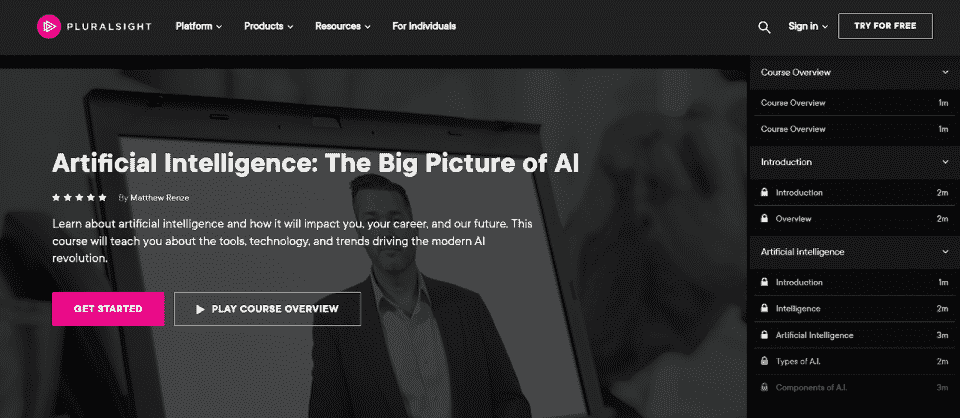 PLURALSIGHT
Platform
Products
Resources
For Individuals
Sign in
TRY FOR FREE
Artificial Intelligence: The Big Picture of AI
By Matthew Renze
Learn about artificial intelligence and how it will impact you, your career, and our future. This
course will teach you about the tools, technology, and trends driving the modern AI
revolution.
GET STARTED
PLAY COURSE OVERVIEW
Course Overview
Course Overview 1m
Course Overview 1m
Introduction
Introduction 2m
Overview 2m
Artificial Intelligence
Introduction 1m
Intelligence 2m
Artificial Intelligence 3m
Types of A.I. 2m
Components of A.I. 3m